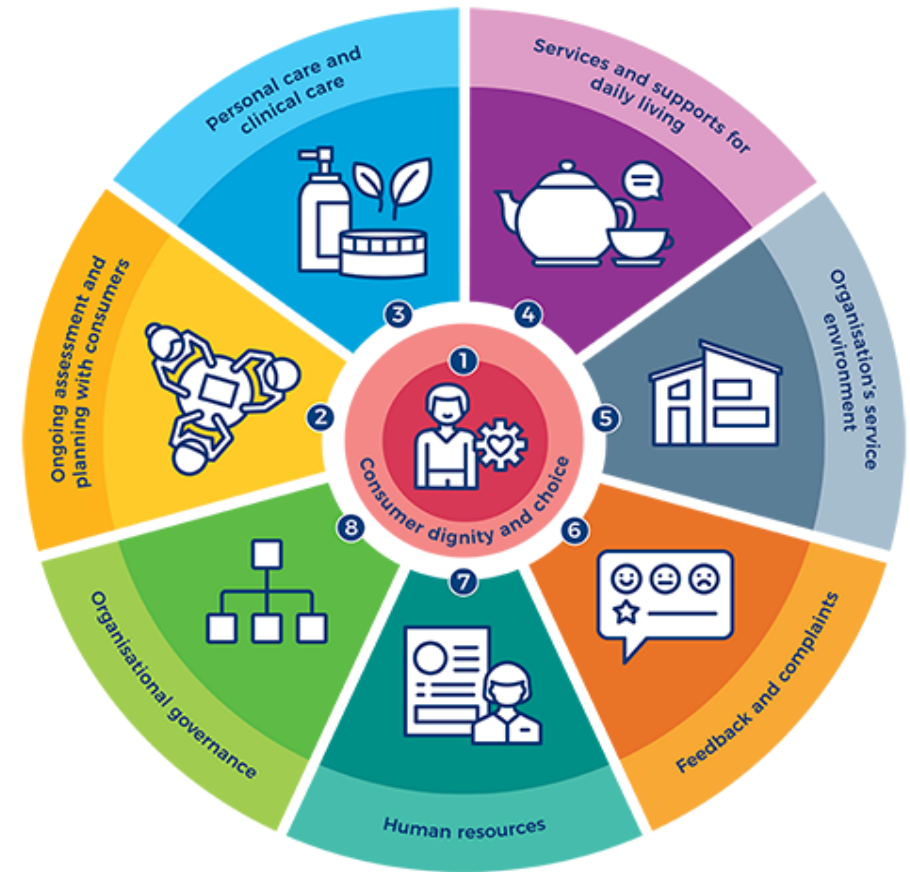 1
Consumer dignity and choice
2
Ongoing assessment and
planning with consumers
3
Personal care and
clinical care
4
Services and supports for
daily living
5
Organisation's service
environment
6
Feedback and complaints
7
Human resources
8
Organisational governance